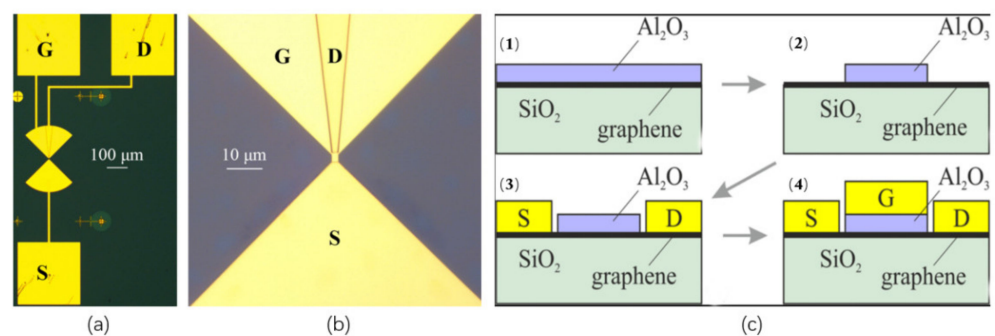 G
D
100 μm
S
(a)
G
D
10 μm
S
(b)
(1)
Al₂O₃
SiO₂
graphene
(2)
Al₂O₃
SiO₂
graphene
(3)
Al₂O₃
S
D
SiO₂
graphene
(4)
Al₂O₃
S
G
D
SiO₂
graphene
(c)